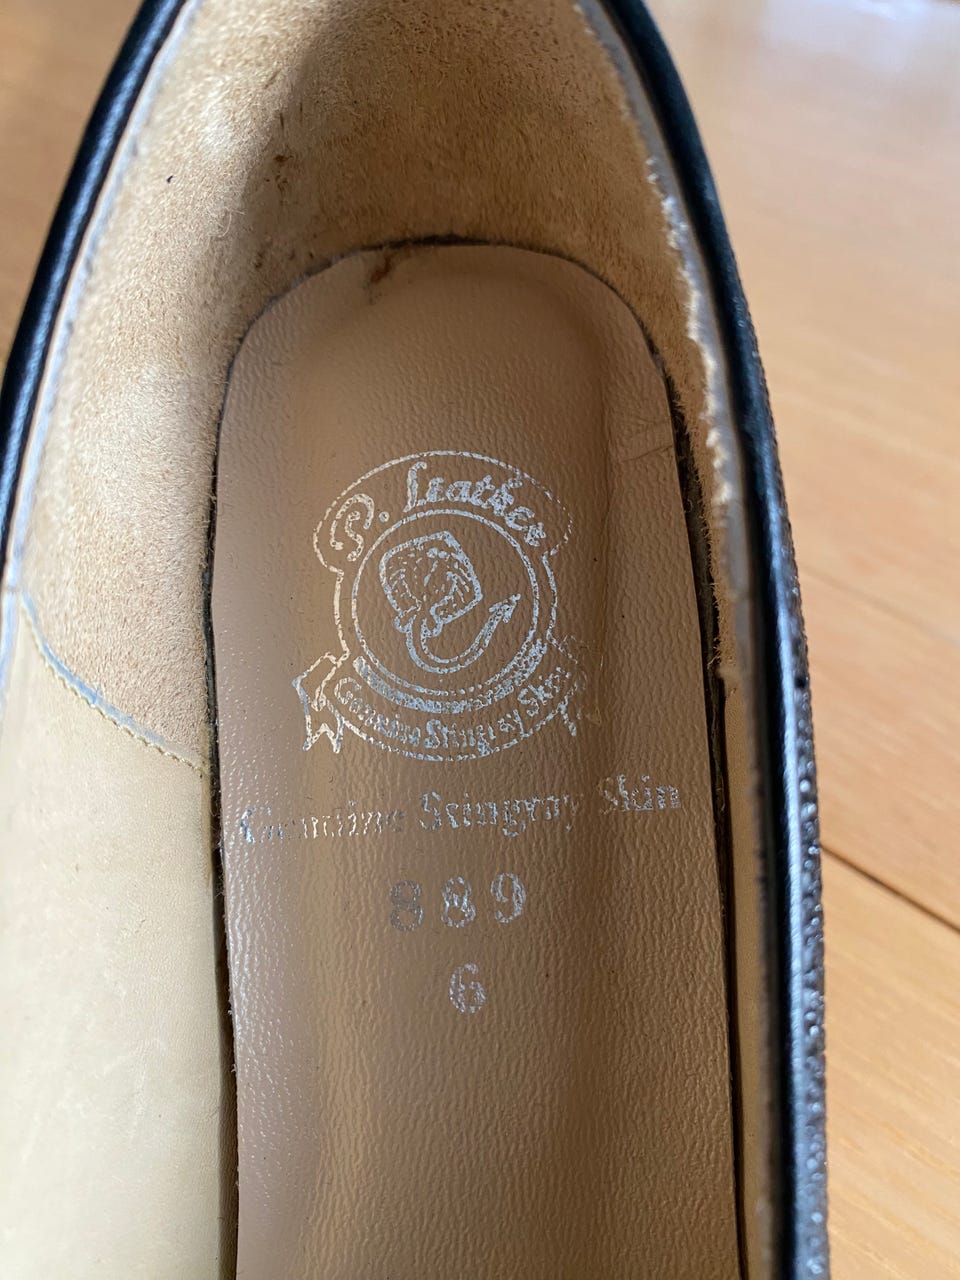 P. Leather
Genuine Stingray Skin
Genuine Stingray Skin
889
6